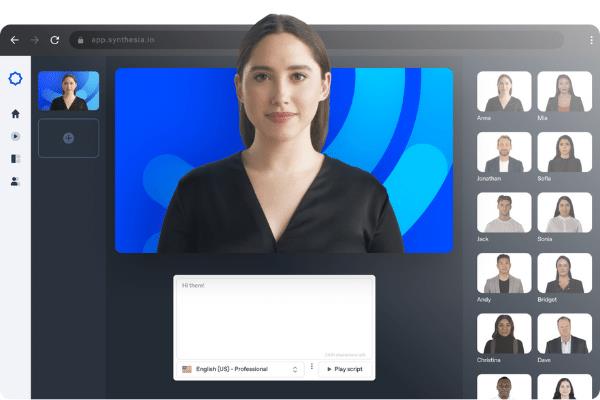 app.synthesia.io
Anna
Mia
Jonathan
Sofia
Jack
Sonia
Andy
Bridget
Christina
Dave
Hi there!
English [US] - Professional
Play script